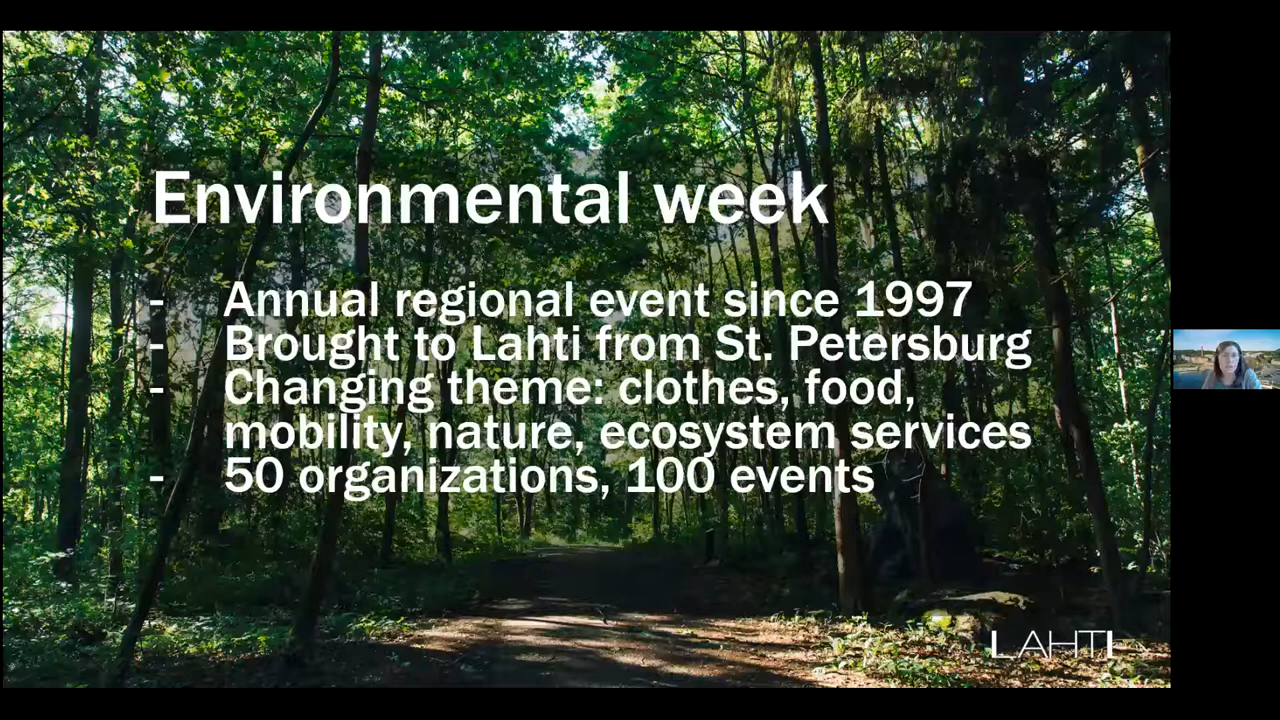 Environmental week
- Annual regional event since 1997
- Brought to Lahti from St. Petersburg
- Changing theme: clothes, food,
mobility, nature, ecosystem services
- 50 organizations, 100 events
LAHTI